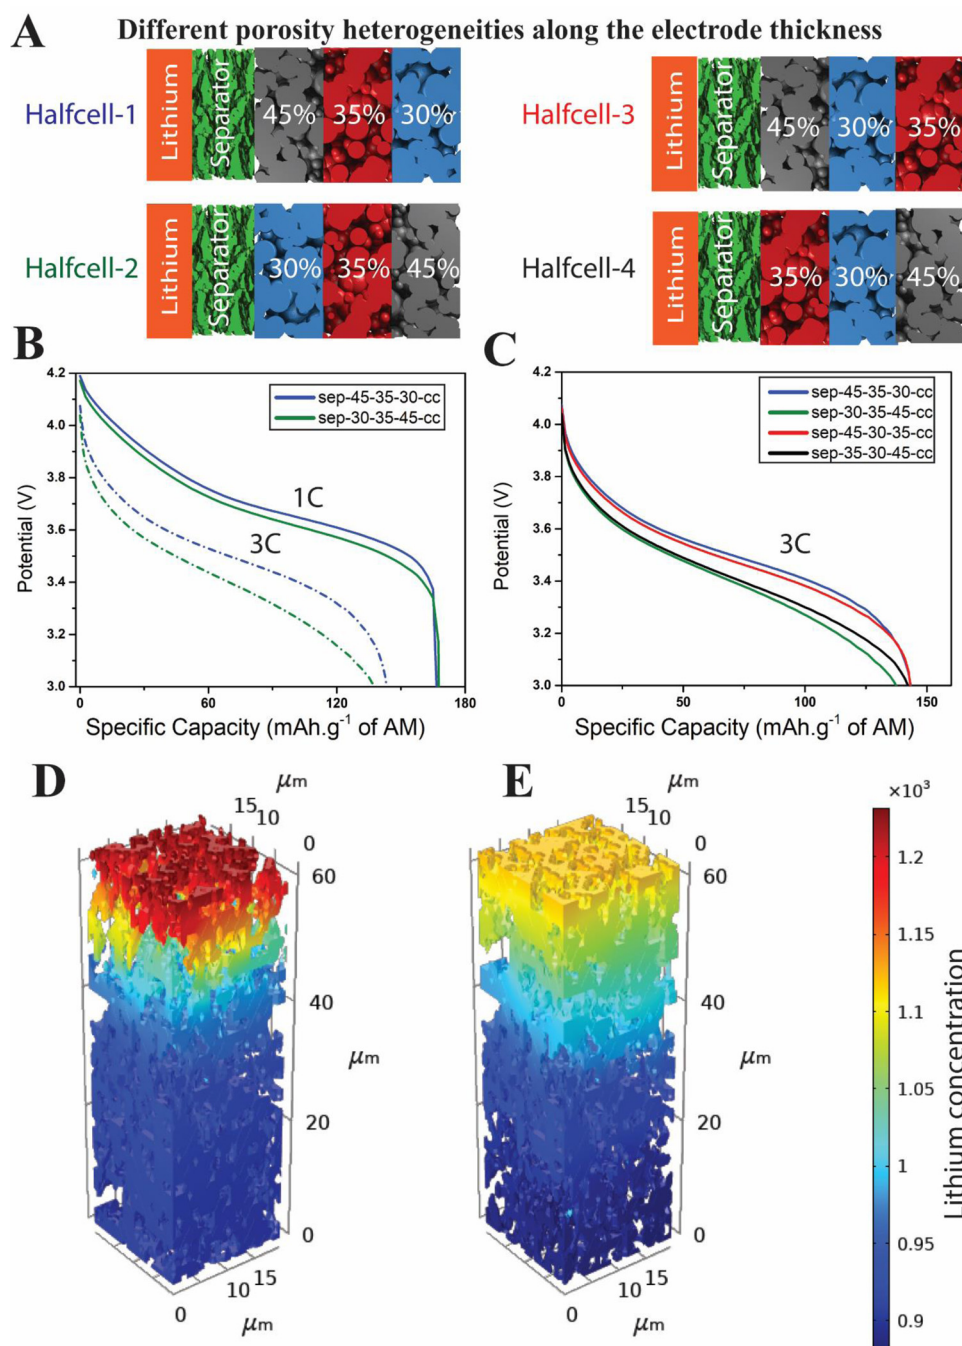 A Different porosity heterogeneities along the electrode thickness
Halfcell-1 Lithium Separator 45% 35% 30%
Halfcell-3 Lithium Separator 45% 30% 35%
Halfcell-2 Lithium Separator 30% 35% 45%
Halfcell-4 Lithium Separator 35% 30% 45%
B
Potential (V)
4.2
4.0
3.8
3.6
3.4
3.2
3.0
sep-45-35-30-cc
sep-30-35-45-cc
1C
3C
0 60 120 180
Specific Capacity (mAh.g⁻¹ of AM)
C
Potential (V)
4.2
4.0
3.8
3.6
3.4
3.2
3.0
sep-45-35-30-cc
sep-30-35-45-cc
sep-45-30-35-cc
sep-35-30-45-cc
3C
0 50 100 150
Specific Capacity (mAh.g⁻¹ of AM)
D
μm
15
10
0
60
40
μm
20
0
15
10
0
μm
E
μm
15
10
0
60
40
μm
20
0
15
10
0
μm
×10³
1.2
1.15
1.1
1.05
1
0.95
0.9
Lithium concentration